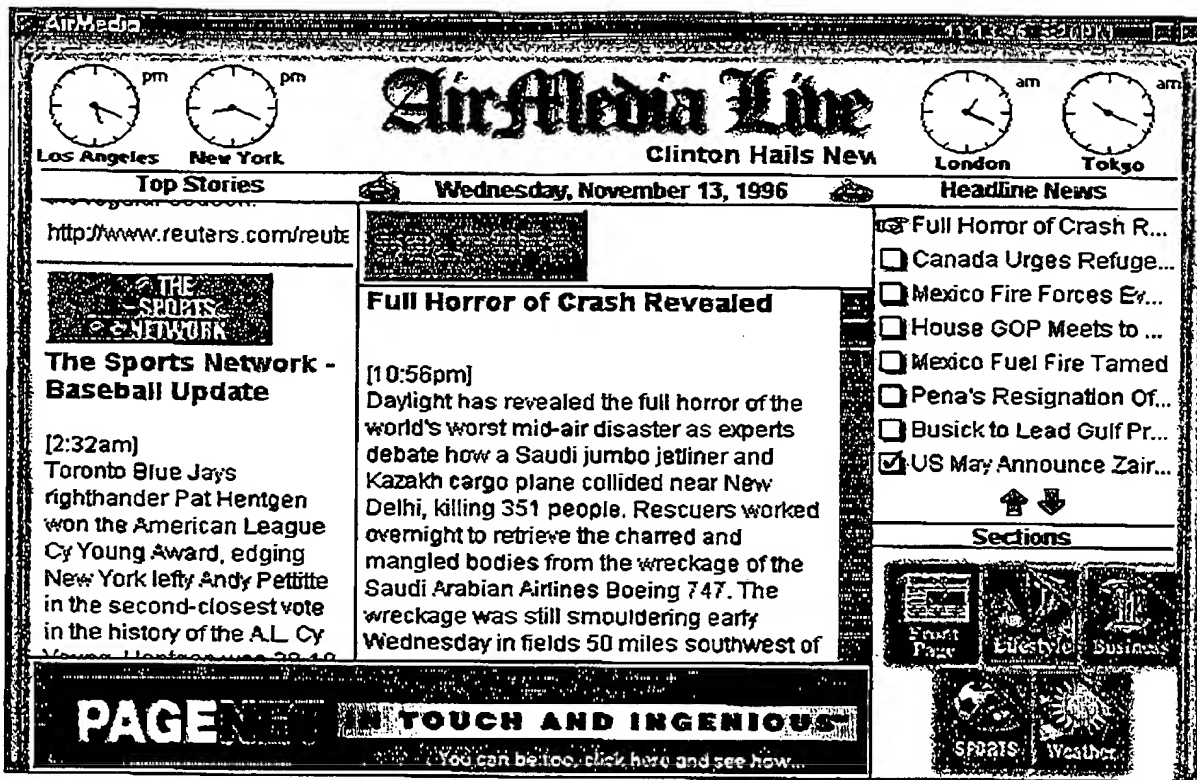 AirMedia
pm
pm
AirMedia Live
am
am
Los Angeles
New York
Clinton Hails New
London
Tokyo
Top Stories
Wednesday, November 13, 1996
Headline News
http://www.reuters.com/reute
THE
SPORTS
NETWORK
The Sports Network -
Baseball Update
[2:32am]
Toronto Blue Jays
righthander Pat Hentgen
won the American League
Cy Young Award, edging
New York lefty Andy Pettitte
in the second-closest vote
in the history of the A.L. Cy
Full Horror of Crash Revealed
[10:56pm]
Daylight has revealed the full horror of the
world's worst mid-air disaster as experts
debate how a Saudi jumbo jetliner and
Kazakh cargo plane collided near New
Delhi, killing 351 people. Rescuers worked
overnight to retrieve the charred and
mangled bodies from the wreckage of the
Saudi Arabian Airlines Boeing 747. The
wreckage was still smouldering early
Wednesday in fields 50 miles southwest of
Full Horror of Crash R...
Canada Urges Refuge...
Mexico Fire Forces Ev...
House GOP Meets to ...
Mexico Fuel Fire Tamed
Pena's Resignation Of...
Busick to Lead Gulf Pr...
US May Announce Zair...
Sections
Front
Page
Lifestyle
Business
SPORTS
Weather
PAGENET
IN TOUCH AND INGENIOUS
You can be too, click here and see how...